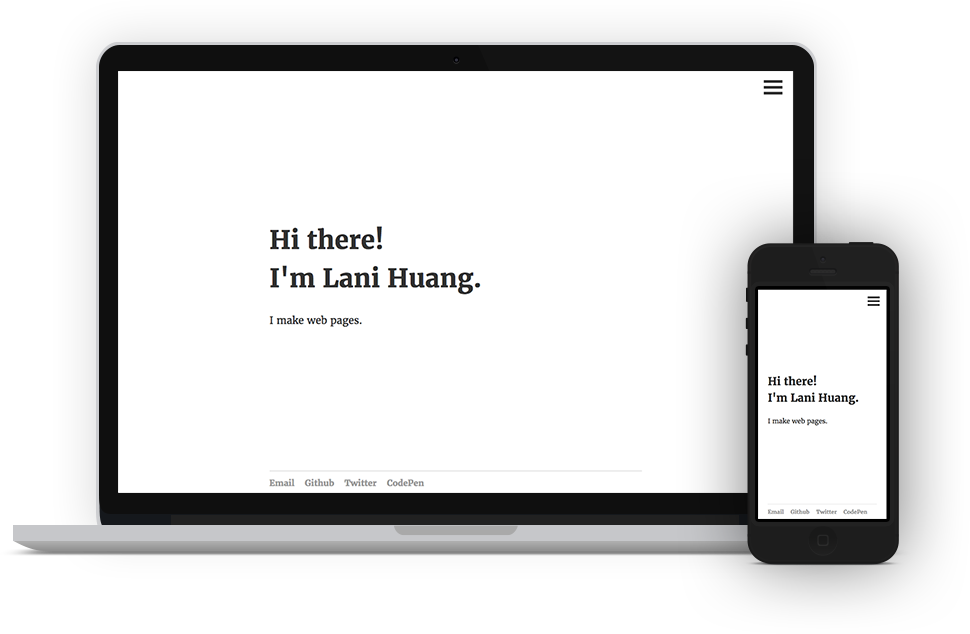 Hi there!
I'm Lani Huang.
I make web pages.
Email Github Twitter CodePen
Hi there!
I'm Lani Huang.
I make web pages.
Email Github Twitter CodePen